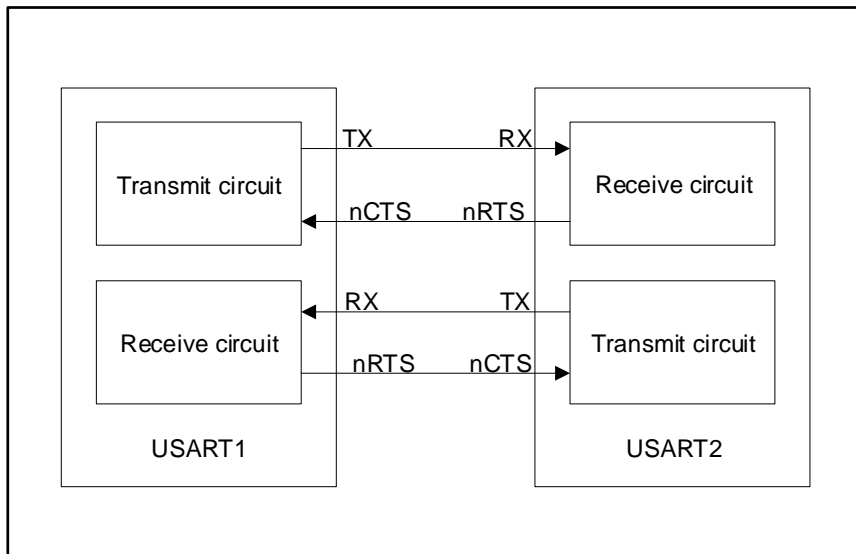 TX RX
Transmit circuit Receive circuit
nCTS nRTS
RX TX
Receive circuit Transmit circuit
nRTS nCTS
USART1 USART2